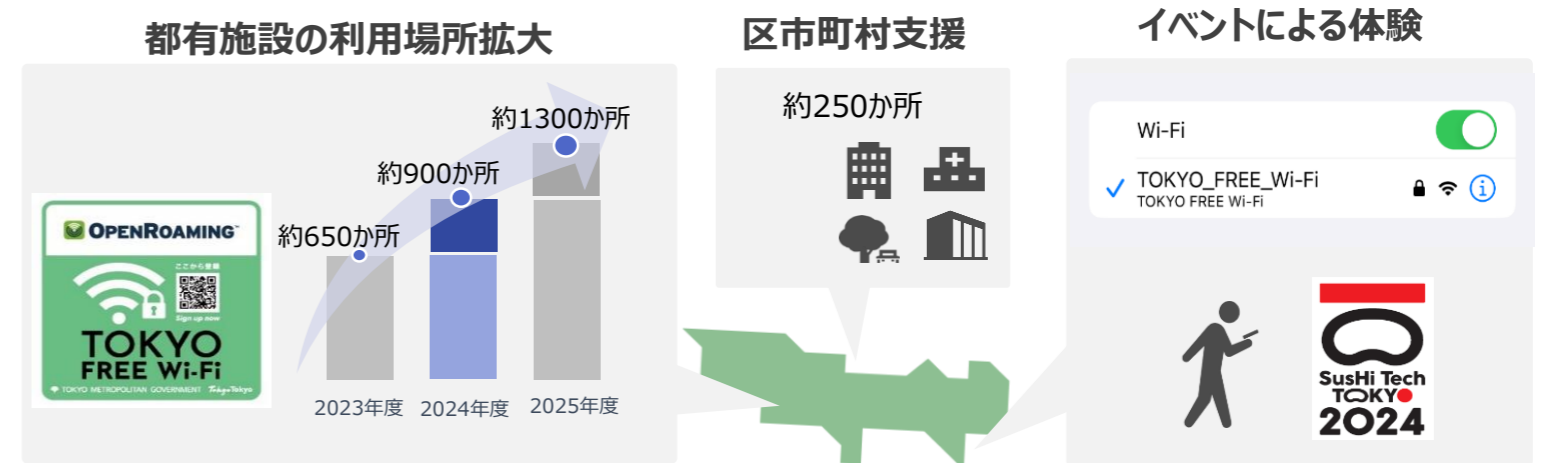 都有施設の利用場所拡大
区市町村支援
イベントによる体験
約1300か所
約900か所
約650か所
2023年度
2024年度
2025年度
OPENROAMING™
ここから登録
Sign up now
TOKYO
FREE Wi-Fi
TOKYO METROPOLITAN GOVERNMENT TokyoTokyo
約250か所
Wi-Fi
TOKYO_FREE_Wi-Fi
TOKYO FREE Wi-Fi
SusHi Tech
TOKYO
2024